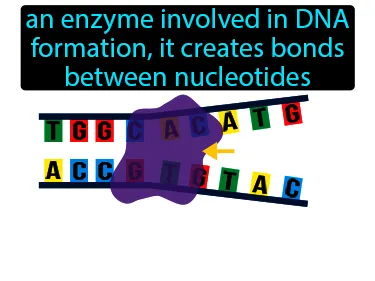 an enzyme involved in DNA
formation, it creates bonds
between nucleotides
T G G C A C A T G
A C C G T G T A C